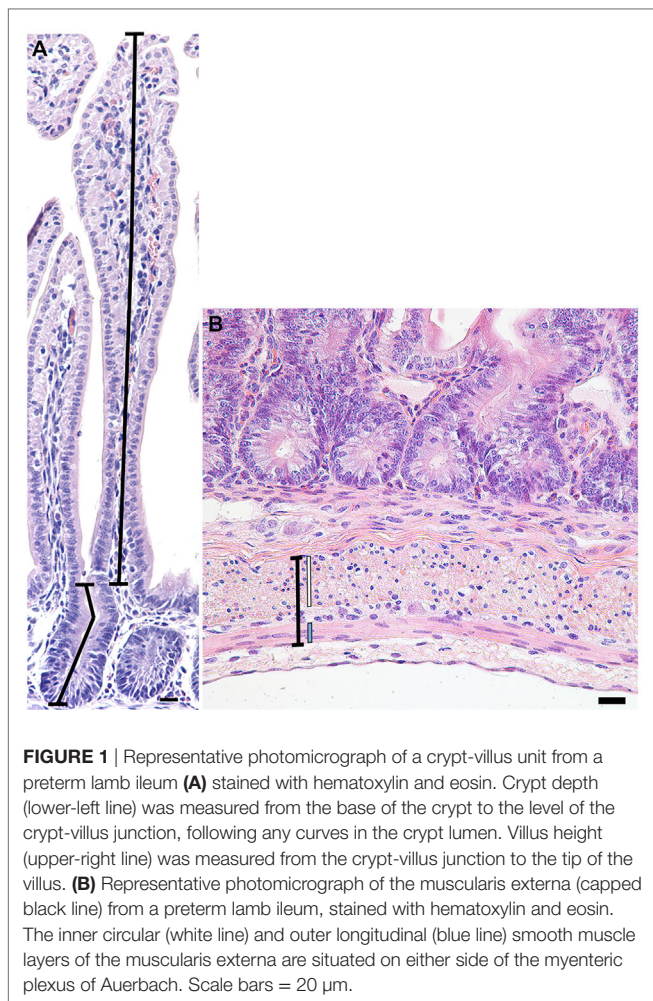 A
B
FIGURE 1 | Representative photomicrograph of a crypt-villus unit from a
preterm lamb ileum (A) stained with hematoxylin and eosin. Crypt depth
(lower-left line) was measured from the base of the crypt to the level of the
crypt-villus junction, following any curves in the crypt lumen. Villus height
(upper-right line) was measured from the crypt-villus junction to the tip of the
villus. (B) Representative photomicrograph of the muscularis externa (capped
black line) from a preterm lamb ileum, stained with hematoxylin and eosin.
The inner circular (white line) and outer longitudinal (blue line) smooth muscle
layers of the muscularis externa are situated on either side of the myenteric
plexus of Auerbach. Scale bars = 20 μm.